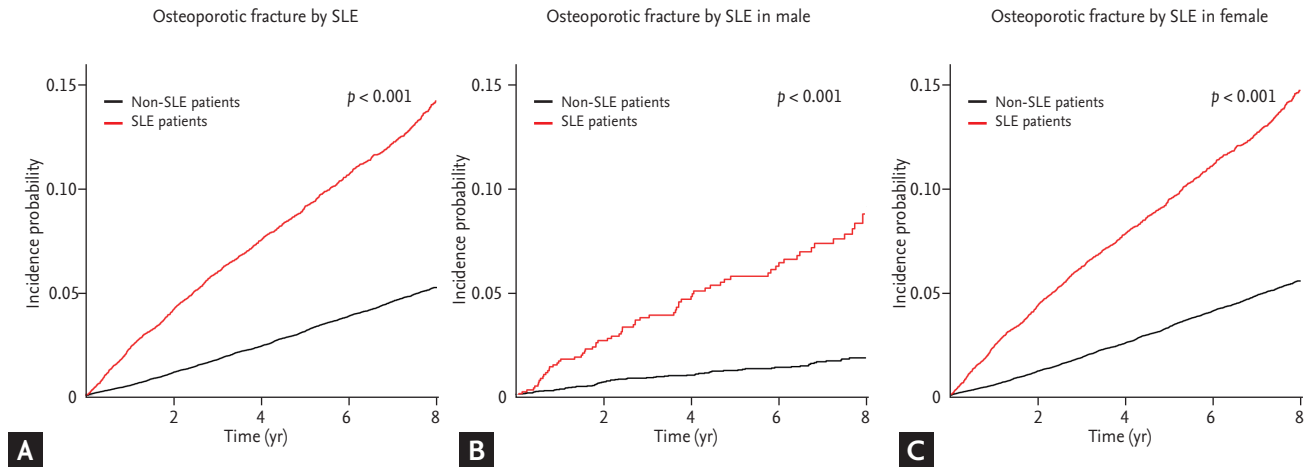 Osteoporotic fracture by SLE
0.15
0.10
0.05
0
Incidence probability
Non-SLE patients
SLE patients
p < 0.001
2
4
6
8
Time (yr)
A
Osteoporotic fracture by SLE in male
0.15
0.10
0.05
0
Incidence probability
Non-SLE patients
SLE patients
p < 0.001
2
4
6
8
Time (yr)
B
Osteoporotic fracture by SLE in female
0.15
0.10
0.05
0
Incidence probability
Non-SLE patients
SLE patients
p < 0.001
2
4
6
8
Time (yr)
C